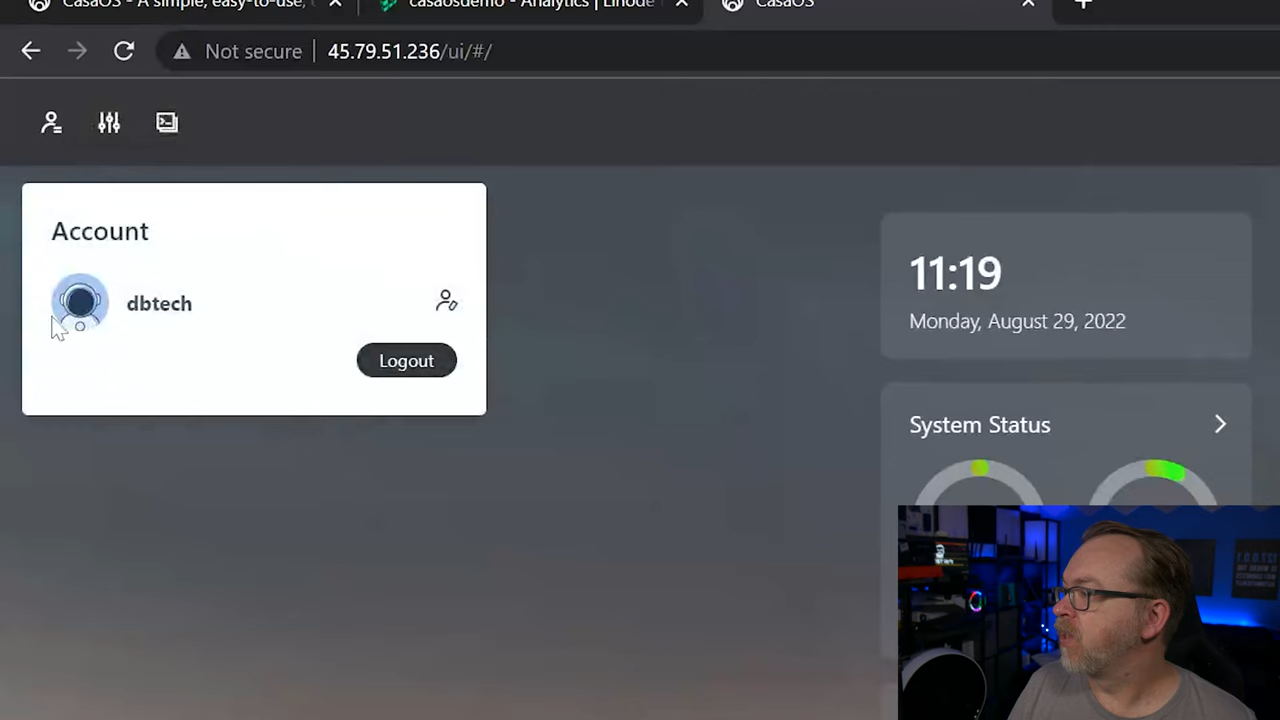 CasaOS - A simple, easy-to-use,
casaosdemo - Analytics | Linode
CasaOS
Not secure
45.79.51.236/ui/#/
Account
dbtech
Logout
11:19
Monday, August 29, 2022
System Status